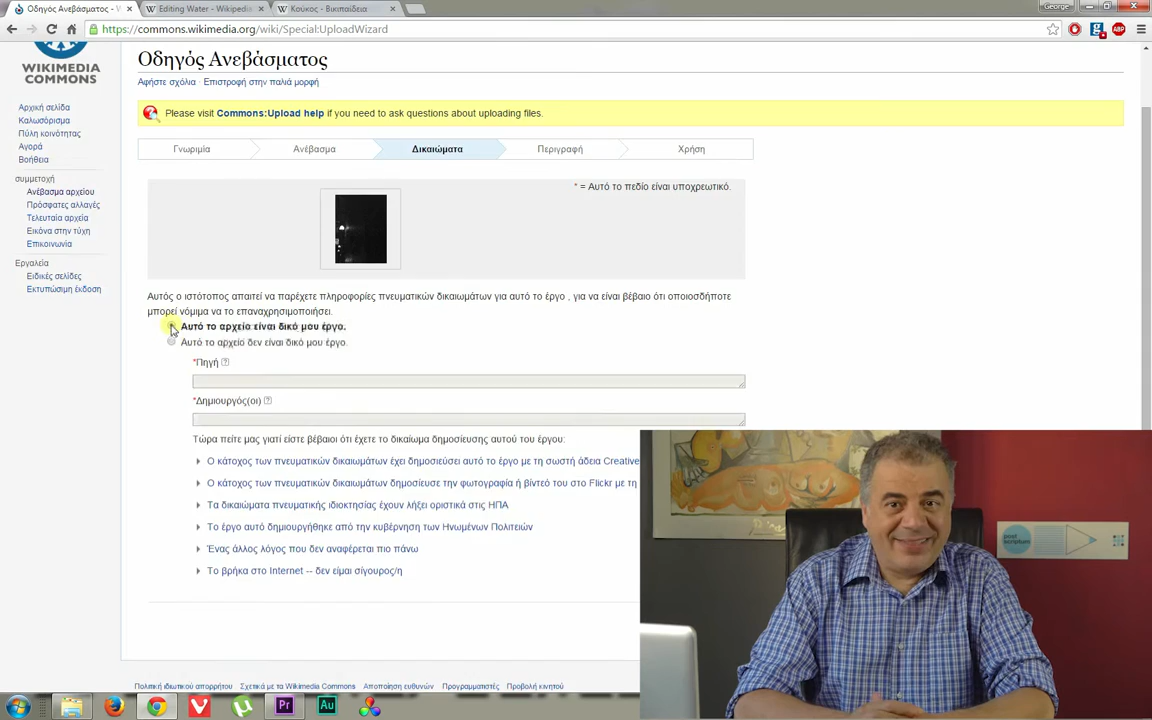 Οδηγός Ανεβάσματος - W
Editing Water - Wikipedi
Κούκος - Βικιπαίδεια
George
https://commons.wikimedia.org/wiki/Special:UploadWizard
ABP
WIKIMEDIA
COMMONS
Αρχική σελίδα
Καλωσόρισμα
Πύλη κοινότητας
Αγορά
Βοήθεια
συμμετοχή
Ανέβασμα αρχείου
Πρόσφατες αλλαγές
Τελευταία αρχεία
Εικόνα στην τύχη
Επικοινωνία
Εργαλεία
Ειδικές σελίδες
Εκτυπώσιμη έκδοση
Οδηγός Ανεβάσματος
Αφήστε σχόλια · Επιστροφή στην παλιά μορφή
Please visit Commons:Upload help if you need to ask questions about uploading files.
Γνωριμία
Ανέβασμα
Δικαιώματα
Περιγραφή
Χρήση
* = Αυτό το πεδίο είναι υποχρεωτικό.
Αυτός ο ιστότοπος απαιτεί να παρέχετε πληροφορίες πνευματικών δικαιωμάτων για αυτό το έργο , για να είναι βέβαιο ότι οποιοσδήποτε
μπορεί νόμιμα να το επαναχρησιμοποιήσει.
Αυτό το αρχείο είναι δικό μου έργο.
Αυτό το αρχείο δεν είναι δικό μου έργο.
*Πηγή ?
*Δημιουργός(οι) ?
Τώρα πείτε μας γιατί είστε βέβαιοι ότι έχετε το δικαίωμα δημοσίευσης αυτού του έργου:
Ο κάτοχος των πνευματικών δικαιωμάτων έχει δημοσιεύσει αυτό το έργο με τη σωστή άδεια Creative
Ο κάτοχος των πνευματικών δικαιωμάτων δημοσίευσε την φωτογραφία ή βίντεό του στο Flickr με τη
Τα δικαιώματα πνευματικής ιδιοκτησίας έχουν λήξει οριστικά στις ΗΠΑ
Το έργο αυτό δημιουργήθηκε από την κυβέρνηση των Ηνωμένων Πολιτειών
Ένας άλλος λόγος που δεν αναφέρεται πιο πάνω
Το βρήκα στο Internet -- δεν είμαι σίγουρος/η
post
scriptum
Πολιτική ιδιωτικού απορρήτου
Σχετικά με τα Wikimedia Commons
Αποποίηση ευθυνών
Προγραμματιστές
Προβολή κινητού
Pr
Au